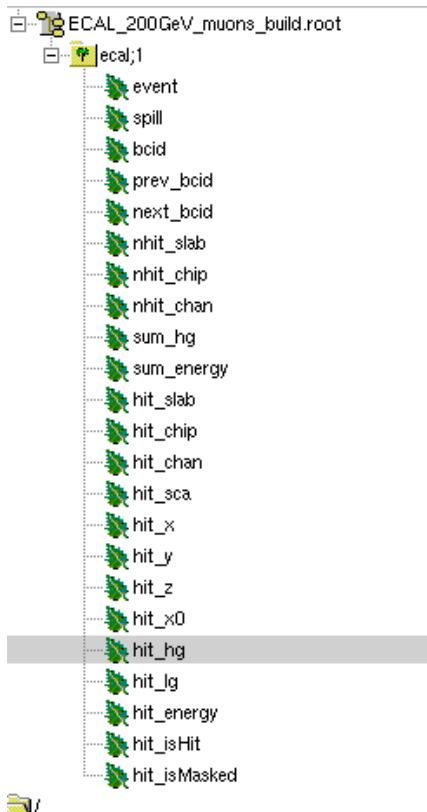 ECAL_200GeV_muons_build.root
ecal;1
event
spill
bcid
prev_bcid
next_bcid
nhit_slab
nhit_chip
nhit_chan
sum_hg
sum_energy
hit_slab
hit_chip
hit_chan
hit_sca
hit_x
hit_y
hit_z
hit_x0
hit_hg
hit_lg
hit_energy
hit_isHit
hit_isMasked
/